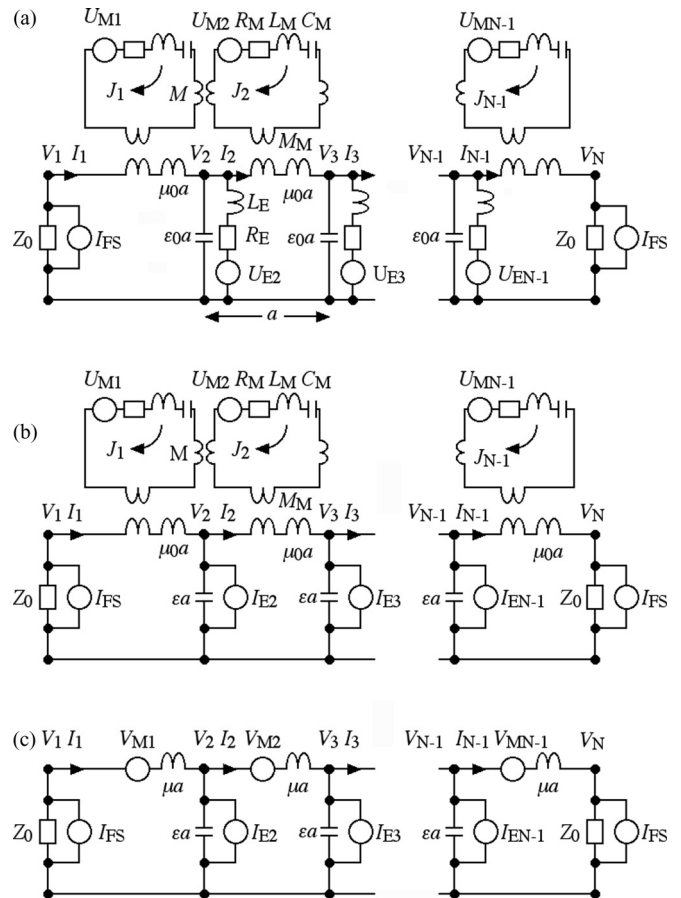 (a)
U_M1 U_M2 R_M L_M C_M U_MN-1
J_1 M J_2 J_N-1
V_1 I_1 V_2 I_2 M_M V_3 I_3 V_N-1 I_N-1 V_N
μ_0a μ_0a
Z_0 I_FS ε_0a L_E R_E U_E2 ε_0a U_E3 ε_0a U_EN-1 Z_0 I_FS
a
(b)
U_M1 U_M2 R_M L_M C_M U_MN-1
J_1 M J_2 J_N-1
V_1 I_1 V_2 I_2 M_M V_3 I_3 V_N-1 I_N-1 V_N
μ_0a μ_0a μ_0a
Z_0 I_FS εa I_E2 εa I_E3 εa I_EN-1 Z_0 I_FS
(c)
V_1 I_1 V_M1 V_2 I_2 V_M2 V_3 I_3 V_N-1 I_N-1 V_MN-1 V_N
μa μa μa
Z_0 I_FS εa I_E2 εa I_E3 εa I_EN-1 Z_0 I_FS